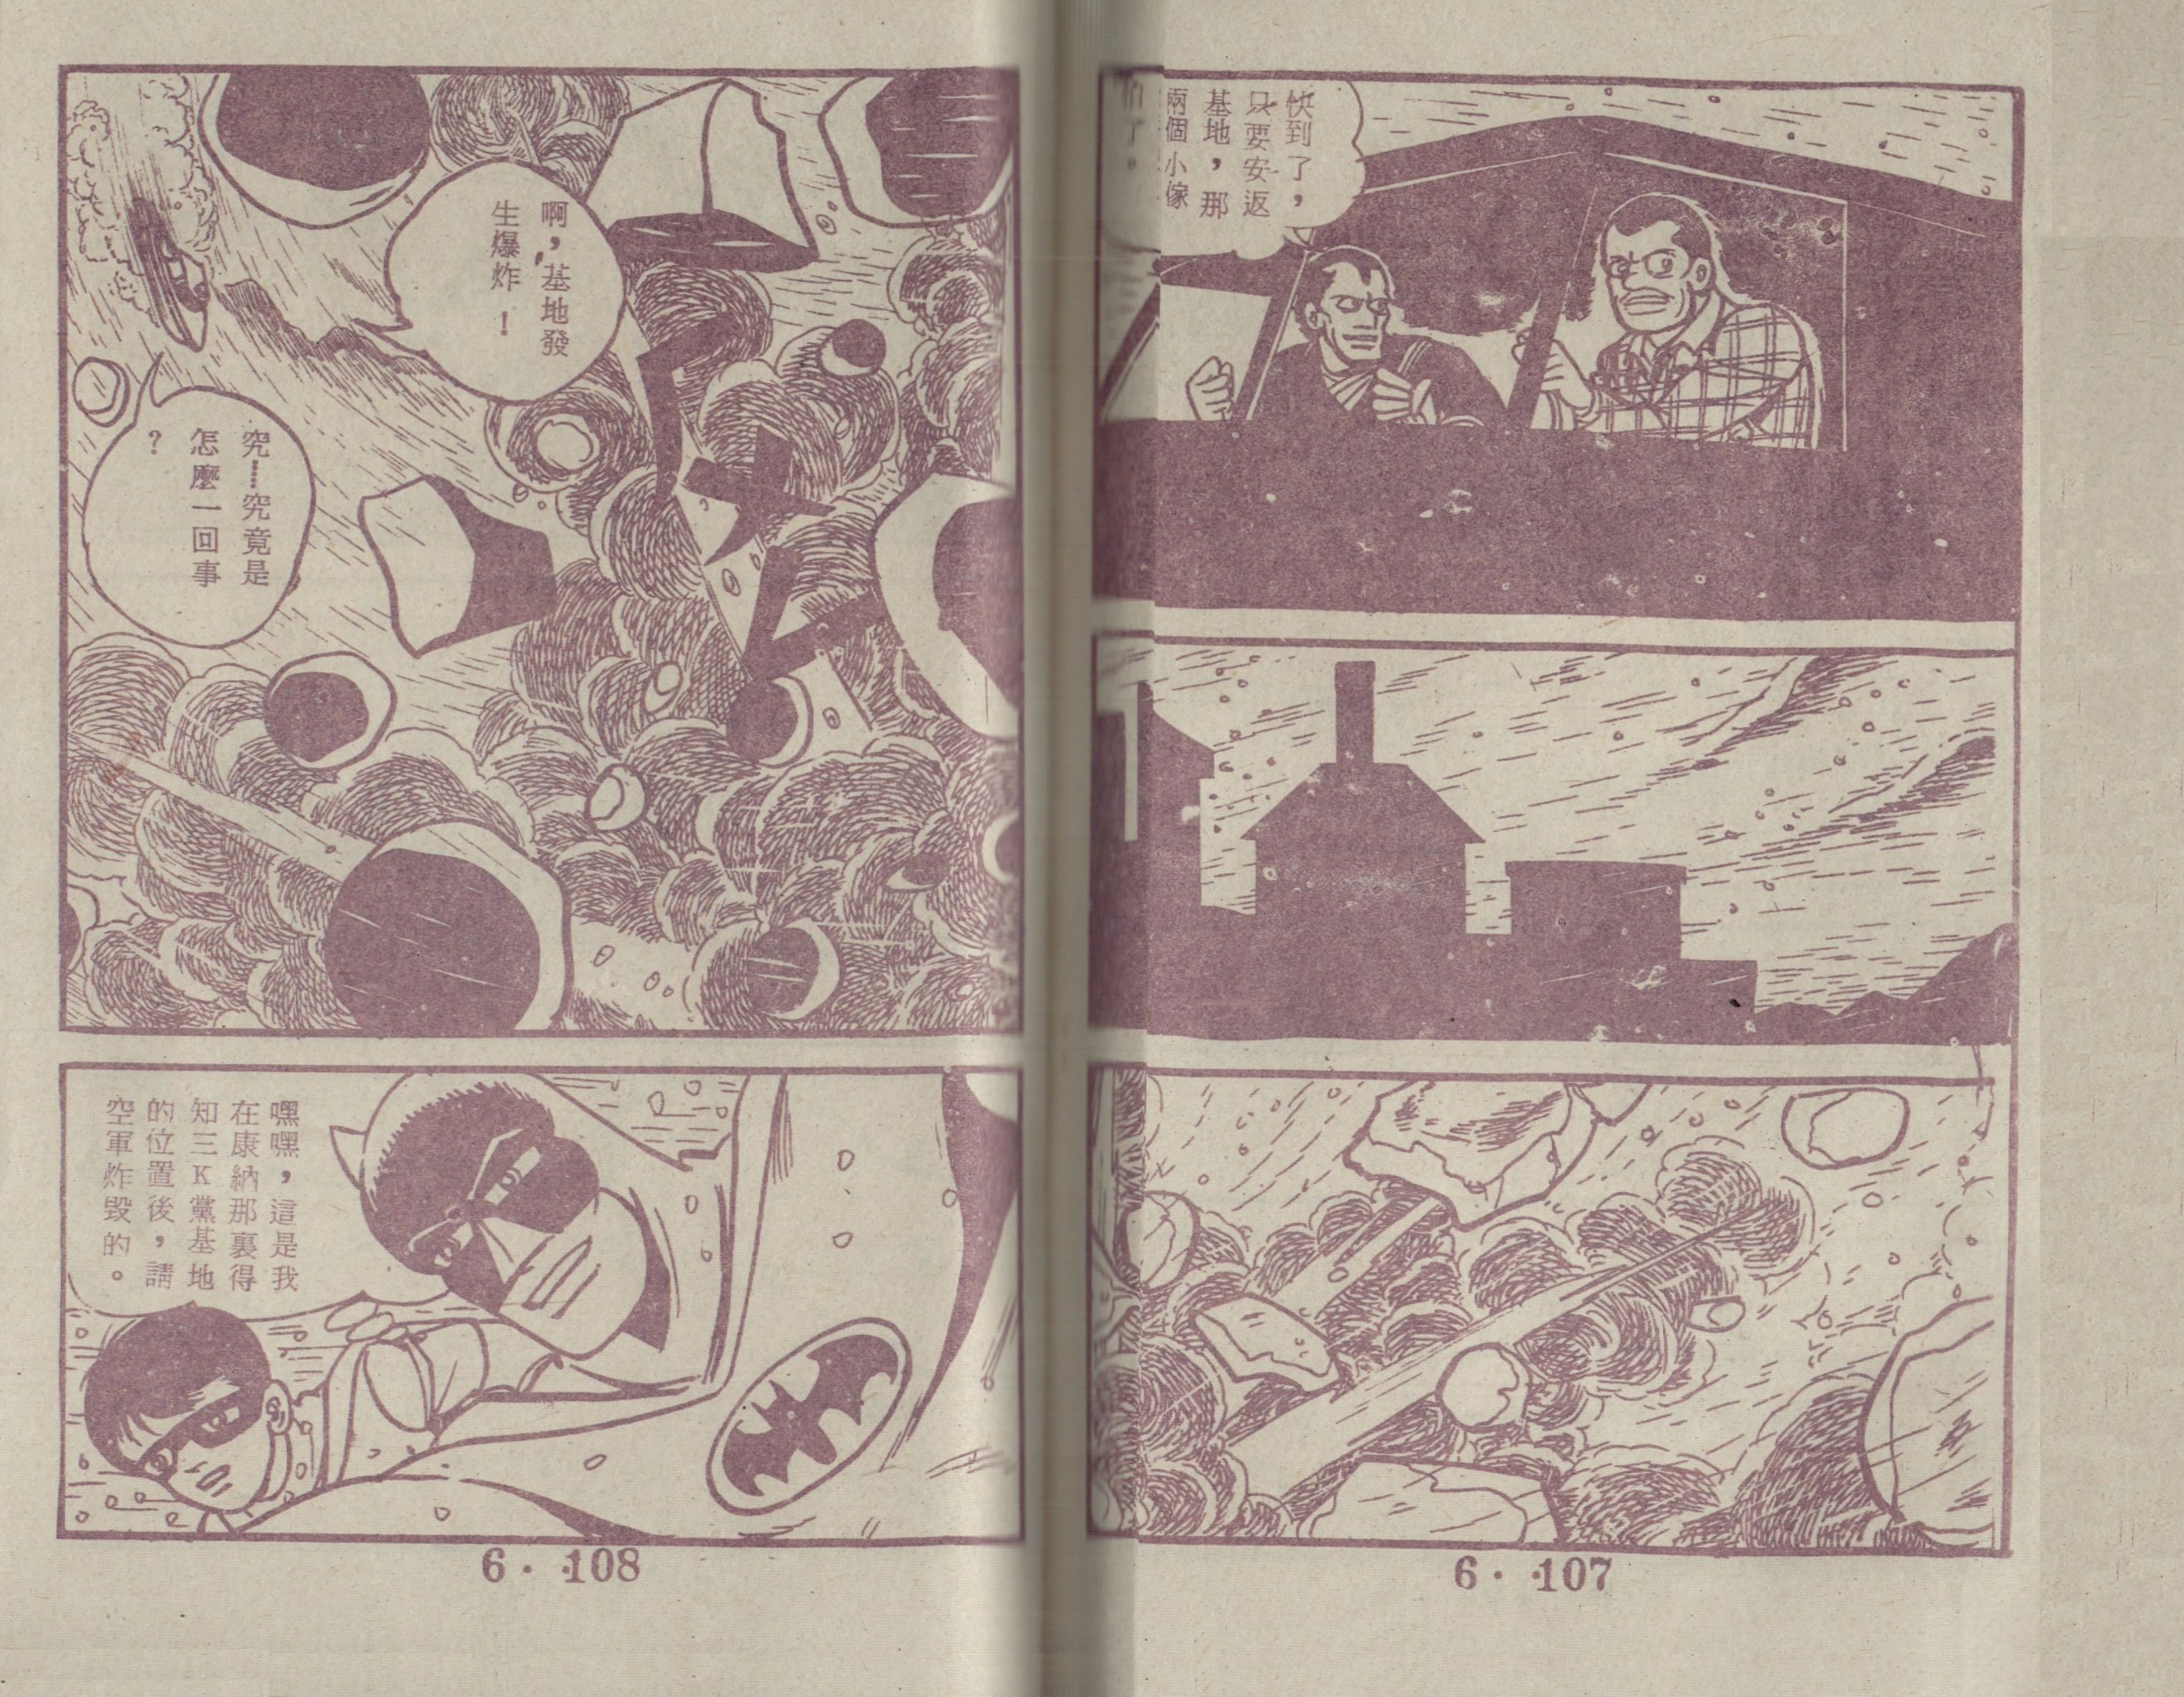 快到了，
只要安返
基地，那
兩個小傢
怕了。
6··107
啊，基地發
生爆炸！
究……究竟是
怎麼一回事
？
嘿嘿，這是我
在康納那裏得
知三K黨基地
的位置後，請
空軍炸毀的。
6··108